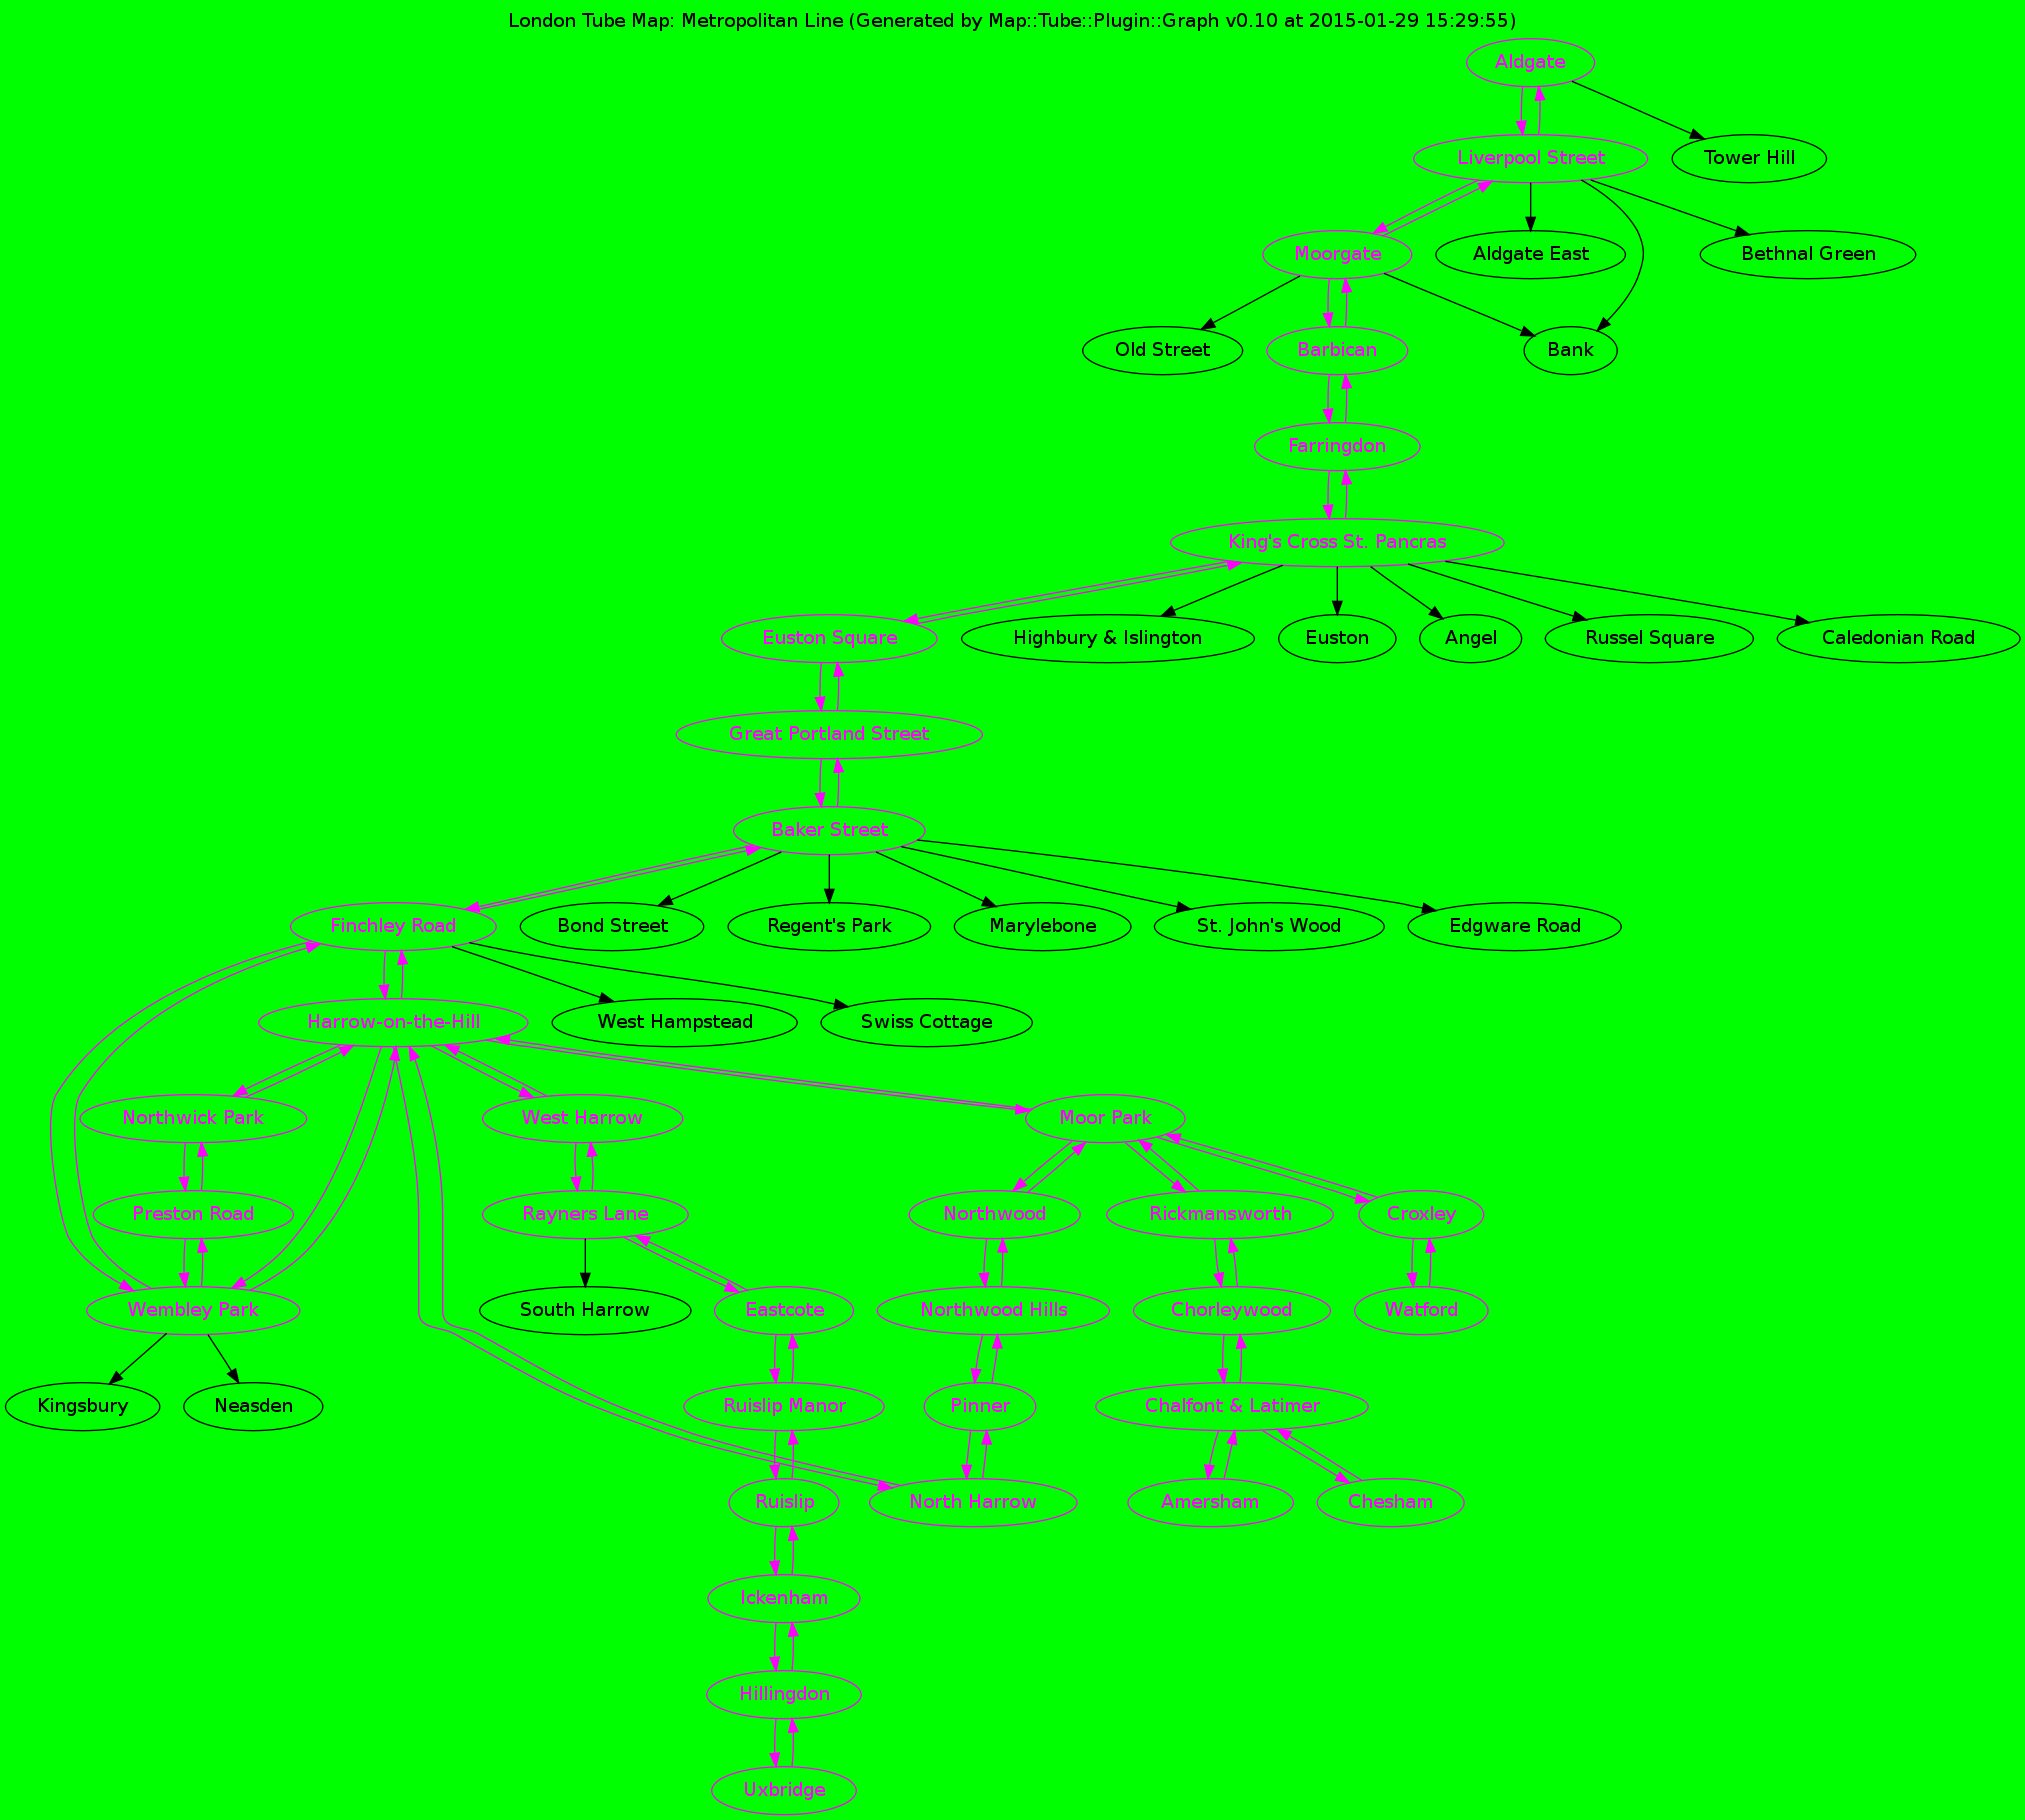 London Tube Map: Metropolitan Line (Generated by Map::Tube::Plugin::Graph v0.10 at 2015-01-29 15:29:55)
Aldgate
Liverpool Street
Tower Hill
Moorgate
Aldgate East
Bethnal Green
Old Street
Barbican
Bank
Farringdon
King's Cross St. Pancras
Euston Square
Highbury & Islington
Euston
Angel
Russel Square
Caledonian Road
Great Portland Street
Baker Street
Finchley Road
Bond Street
Regent's Park
Marylebone
St. John's Wood
Edgware Road
Harrow-on-the-Hill
West Hampstead
Swiss Cottage
Northwick Park
West Harrow
Moor Park
Preston Road
Rayners Lane
Northwood
Rickmansworth
Croxley
Wembley Park
South Harrow
Eastcote
Northwood Hills
Chorleywood
Watford
Kingsbury
Neasden
Ruislip Manor
Pinner
Chalfont & Latimer
Ruislip
North Harrow
Amersham
Chesham
Ickenham
Hillingdon
Uxbridge